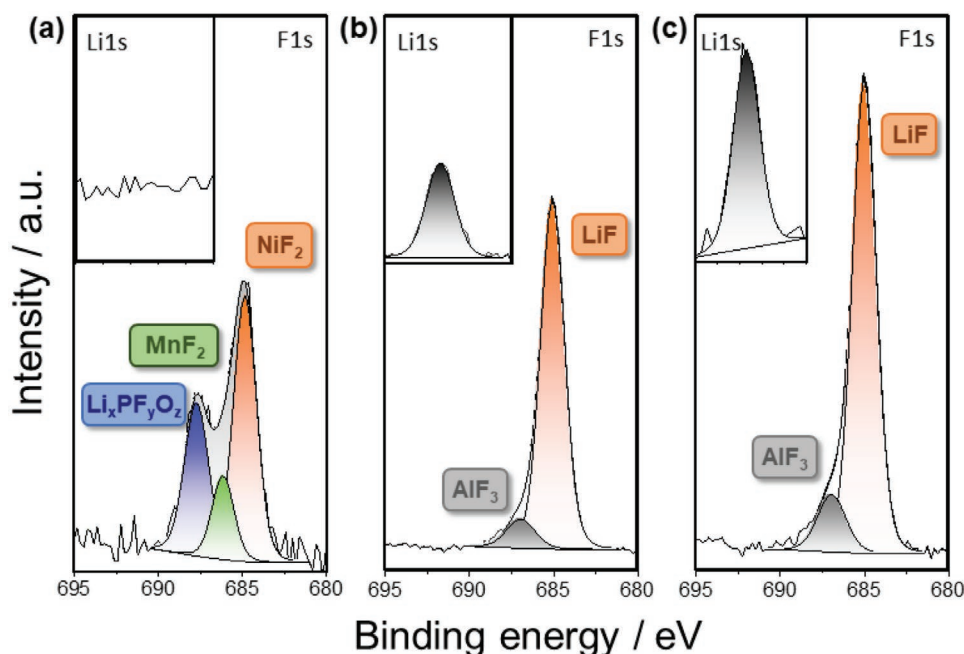 (a)
Li1s
F1s
NiF₂
MnF₂
LiₓPFᵧO_z
695 690 685 680
(b)
Li1s
F1s
LiF
AlF₃
695 690 685 680
(c)
Li1s
F1s
LiF
AlF₃
695 690 685 680
Intensity / a.u.
Binding energy / eV